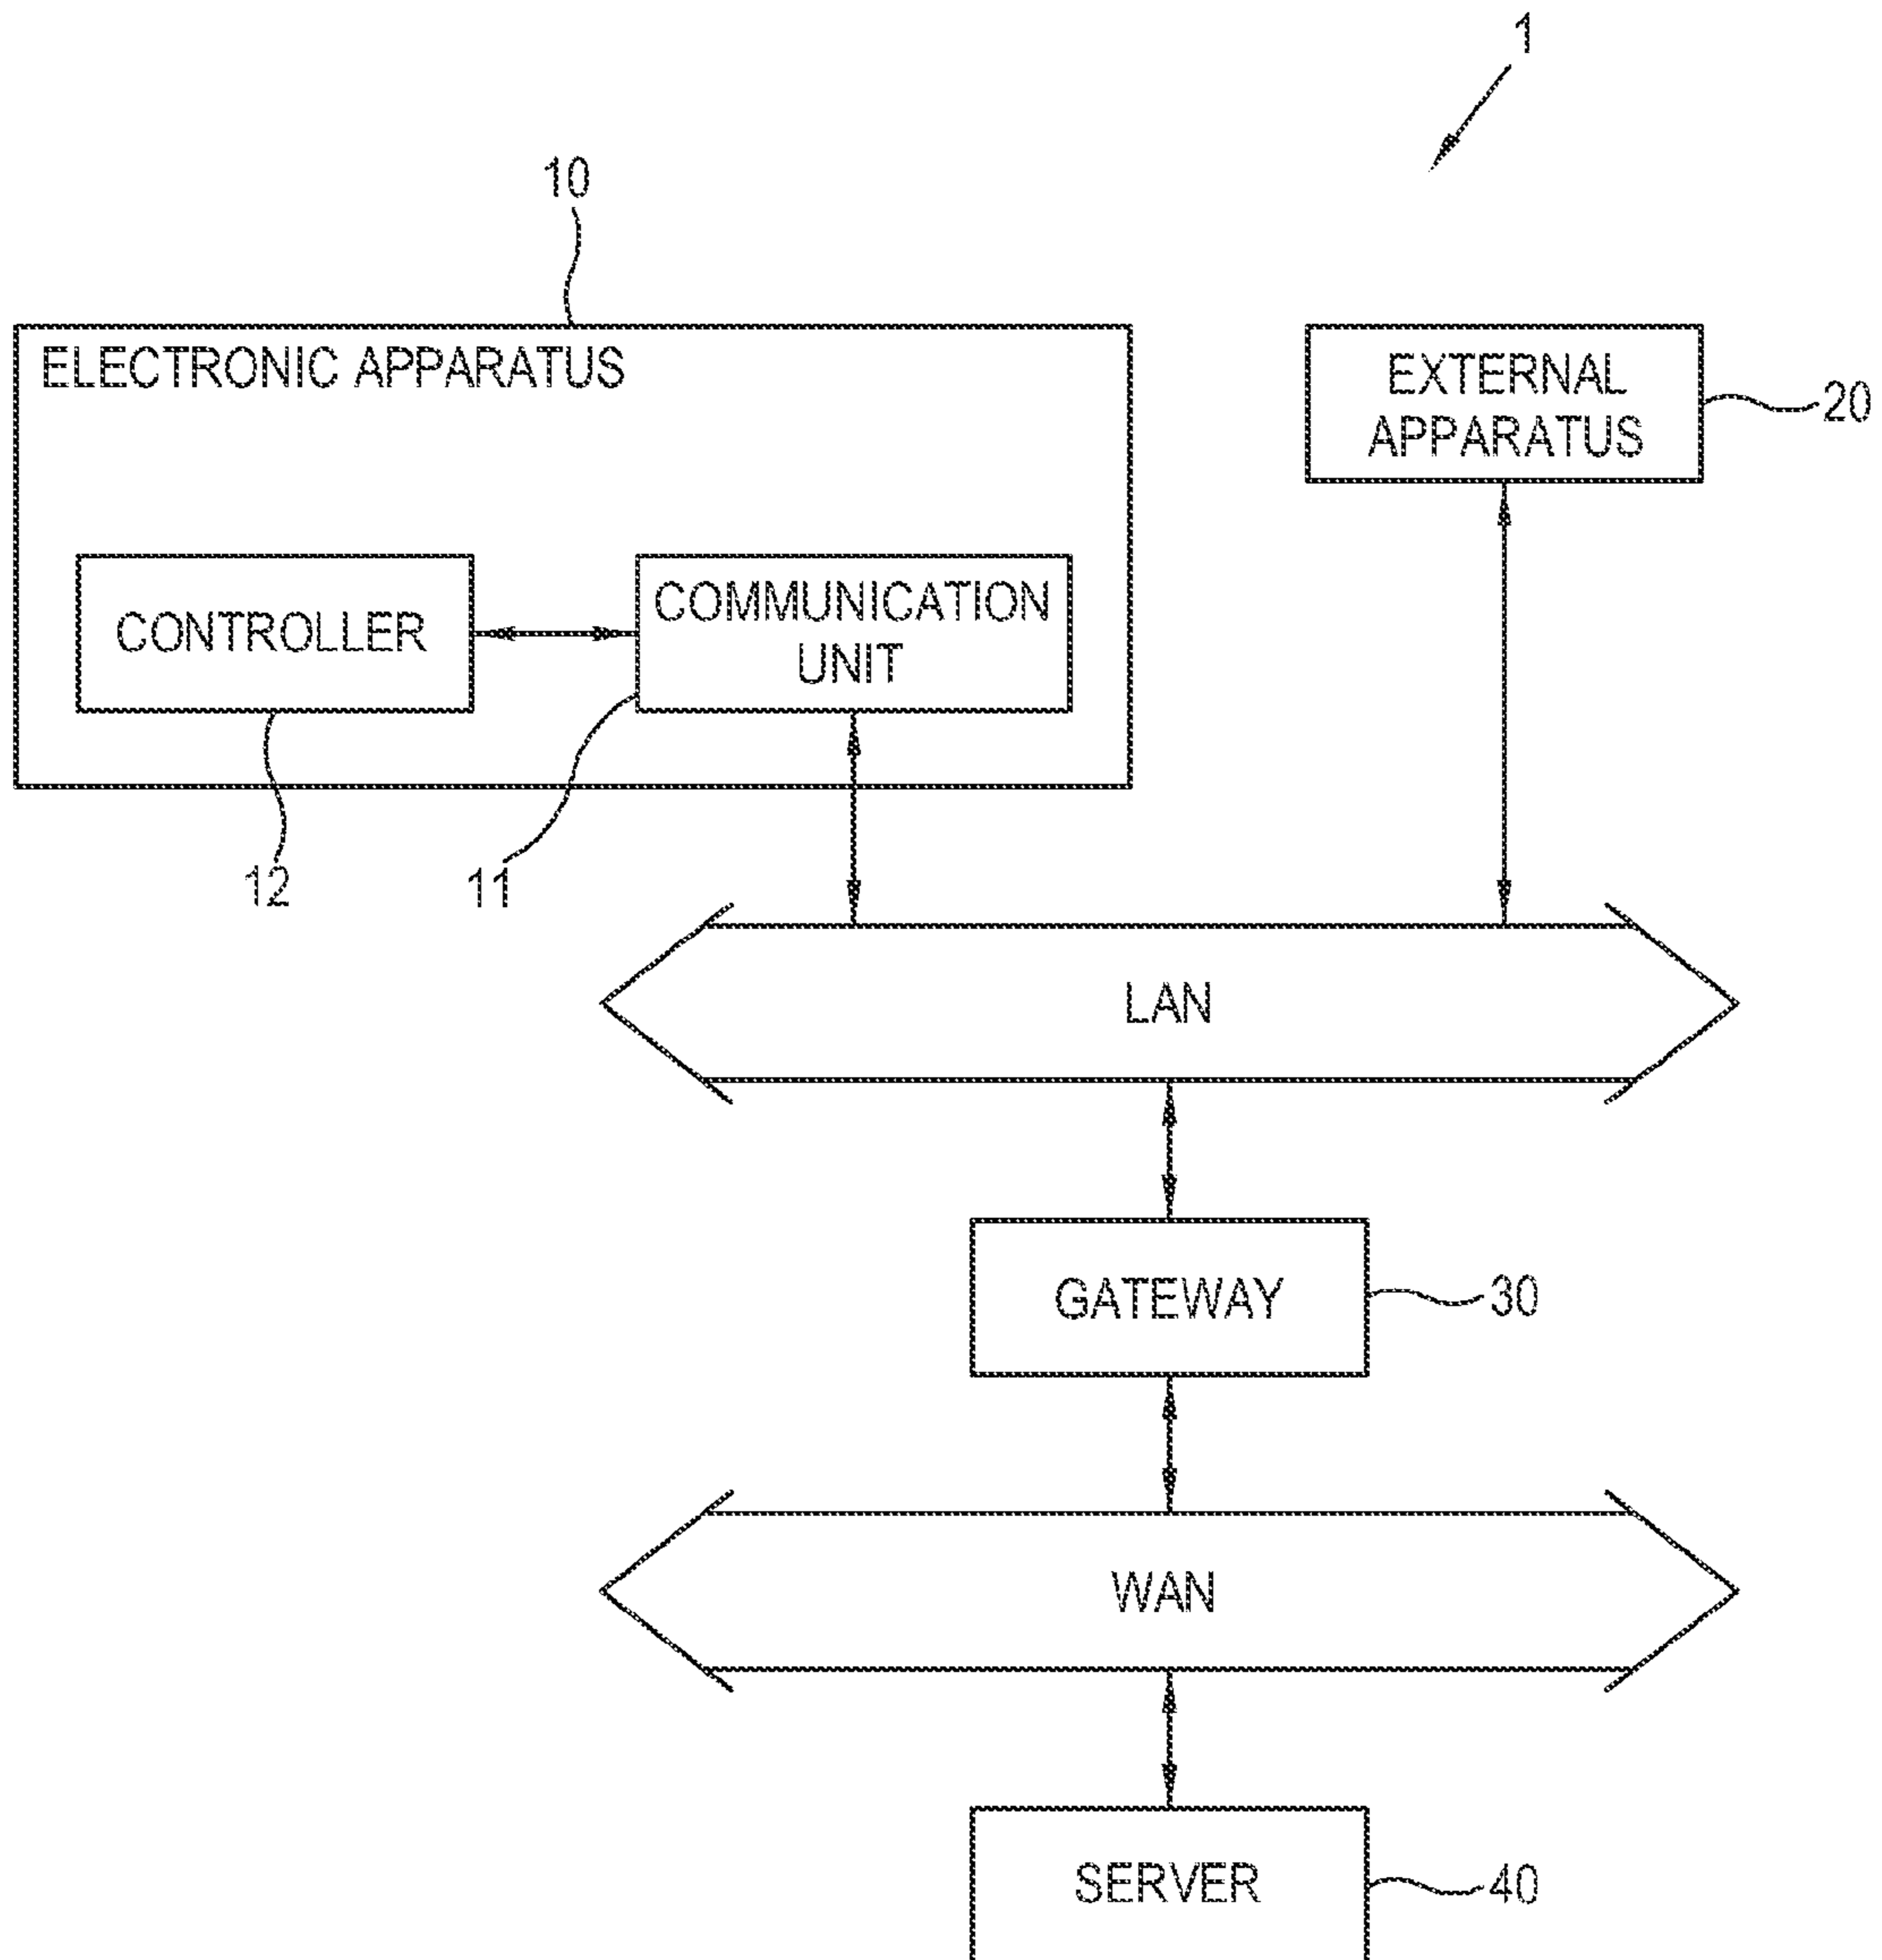 1
10
ELECTRONIC APPARATUS
EXTERNAL
APPARATUS
20
CONTROLLER
COMMUNICATION
UNIT
12
11
LAN
GATEWAY
30
WAN
SERVER
40